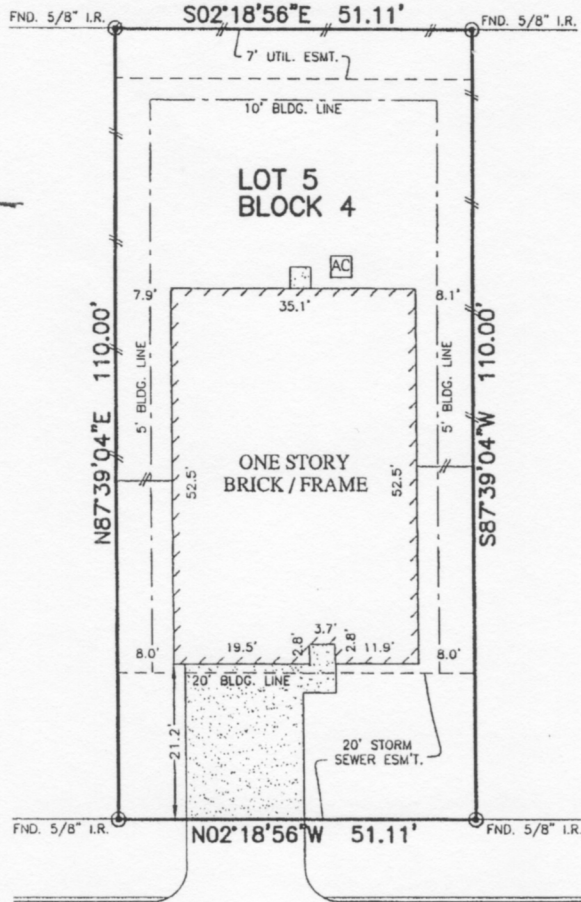 S02°18'56"E 51.11'
FND. 5/8" I.R.
FND. 5/8" I.R.
7' UTIL. ESMT.
10' BLDG. LINE
LOT 5
BLOCK 4
AC
7.9'
35.1'
8.1'
N87°39'04"E 110.00'
5' BLDG. LINE
52.5'
ONE STORY
BRICK / FRAME
52.5'
5' BLDG. LINE
S87°39'04"W 110.00'
8.0'
19.5'
2.8'
3.7'
2.8'
11.9'
8.0'
20' BLDG. LINE
21.2'
20' STORM
SEWER ESM'T.
FND. 5/8" I.R.
N02°18'56"W 51.11'
FND. 5/8" I.R.